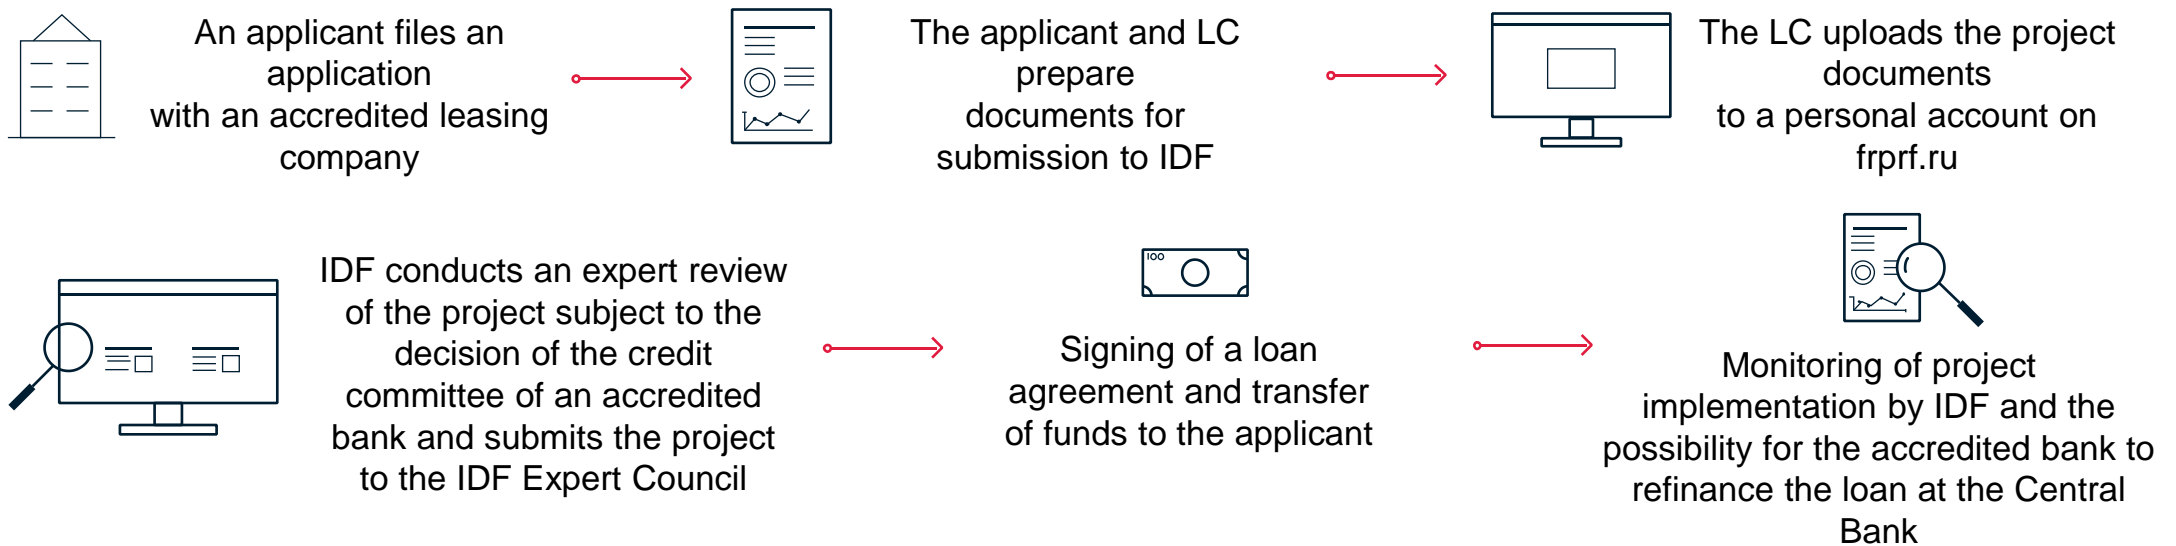 An applicant files an
application
with an accredited leasing
company
The applicant and LC
prepare
documents for
submission to IDF
The LC uploads the project
documents
to a personal account on
frprf.ru
IDF conducts an expert review
of the project subject to the
decision of the credit
committee of an accredited
bank and submits the project
to the IDF Expert Council
100
Signing of a loan
agreement and transfer
of funds to the applicant
Monitoring of project
implementation by IDF and the
possibility for the accredited bank to
refinance the loan at the Central
Bank